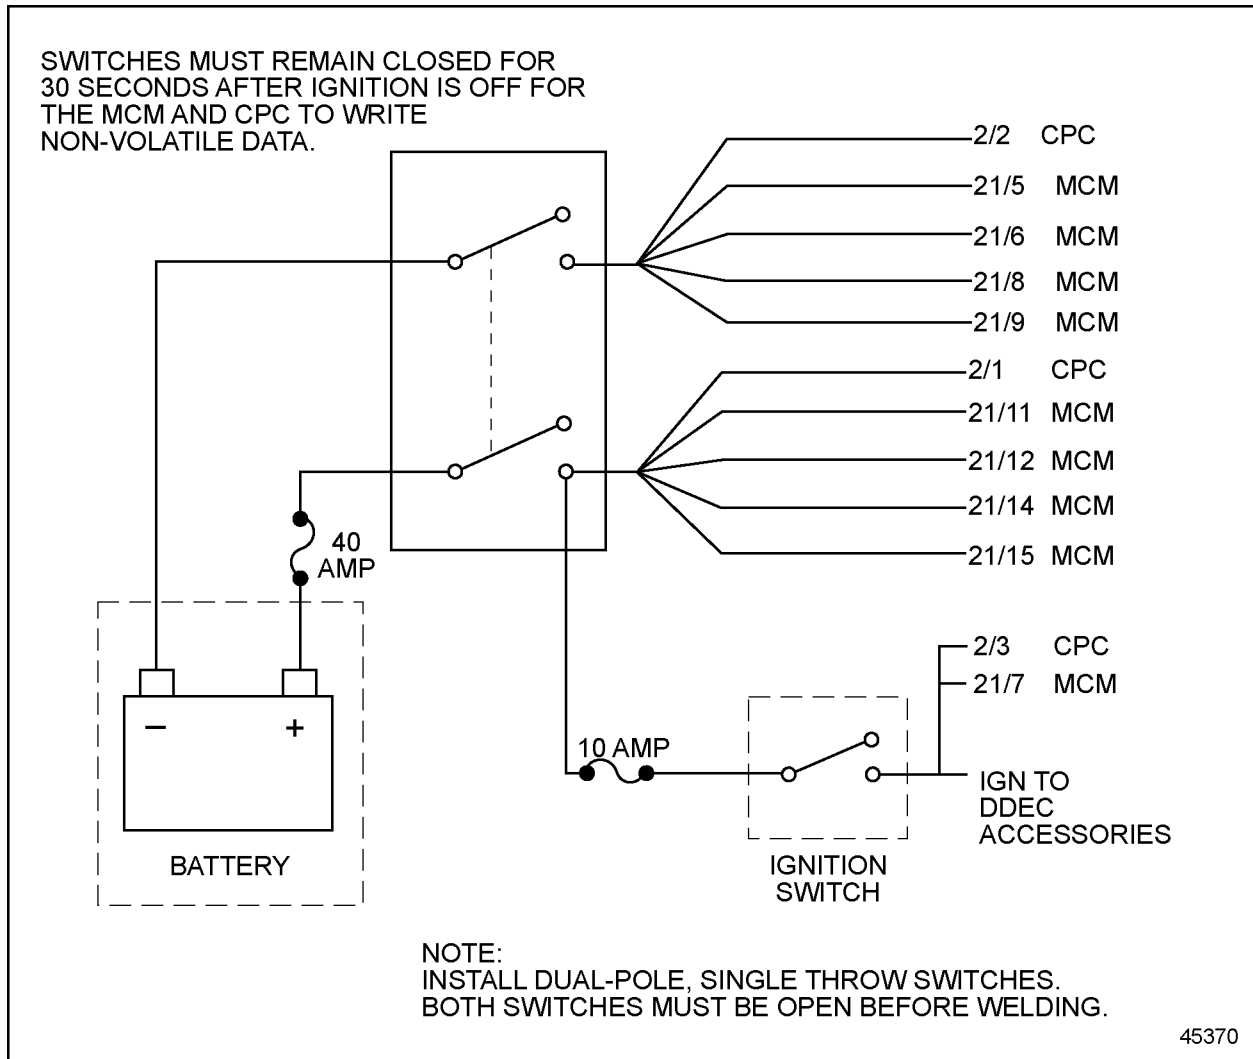 SWITCHES MUST REMAIN CLOSED FOR
30 SECONDS AFTER IGNITION IS OFF FOR
THE MCM AND CPC TO WRITE
NON-VOLATILE DATA.
2/2 CPC
21/5 MCM
21/6 MCM
21/8 MCM
21/9 MCM
2/1 CPC
21/11 MCM
21/12 MCM
21/14 MCM
21/15 MCM
40
AMP
2/3 CPC
21/7 MCM
- +
10 AMP
IGN TO
DDEC
ACCESSORIES
BATTERY
IGNITION
SWITCH
NOTE:
INSTALL DUAL-POLE, SINGLE THROW SWITCHES.
BOTH SWITCHES MUST BE OPEN BEFORE WELDING.
45370